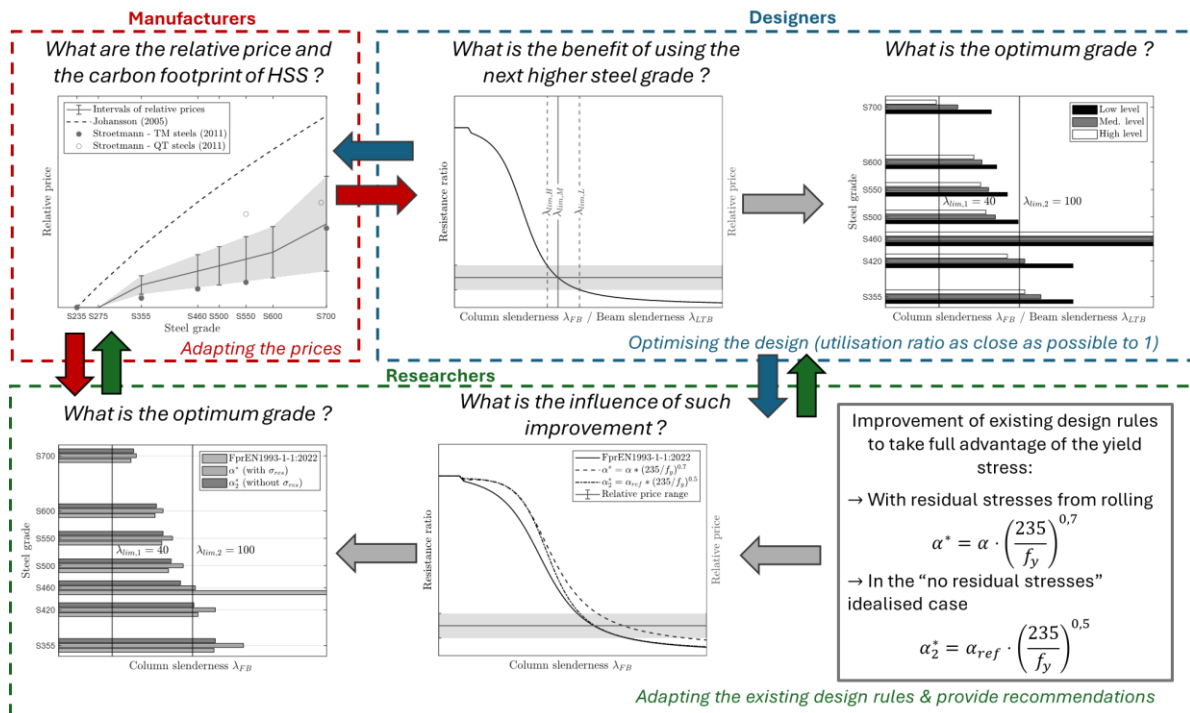 Manufacturers
What are the relative price and
the carbon footprint of HSS ?
Intervals of relative prices
Johansson (2005)
Stroetmann - TM steels (2011)
Stroetmann - QT steels (2011)
Relative price
S235 S275 S355 S460 S500 S550 S600 S700
Steel grade
Adapting the prices
Designers
What is the benefit of using the
next higher steel grade ?
Resistance ratio
λlim,H
λlim,M
λlim,L
Relative price
Column slenderness λFB / Beam slenderness λLTB
What is the optimum grade ?
Low level
Med. level
High level
Steel grade
S700
S600
S550
S500
S460
S420
S355
λlim,1 = 40
λlim,2 = 100
Column slenderness λFB / Beam slenderness λLTB
Optimising the design (utilisation ratio as close as possible to 1)
Researchers
What is the optimum grade ?
FprEN1993-1-1:2022
α* (with σres)
α*2 (without σres)
Steel grade
S700
S600
S550
S500
S460
S420
S355
λlim,1 = 40
λlim,2 = 100
Column slenderness λFB
What is the influence of such
improvement ?
FprEN1993-1-1:2022
α* = α * (235/fy)^0.7
α*2 = αref * (235/fy)^0.5
Relative price range
Resistance ratio
Relative price
Column slenderness λFB
Improvement of existing design rules
to take full advantage of the yield
stress:
→ With residual stresses from rolling
α* = α · (235/fy)^0,7
→ In the “no residual stresses”
idealised case
α*2 = αref · (235/fy)^0,5
Adapting the existing design rules & provide recommendations